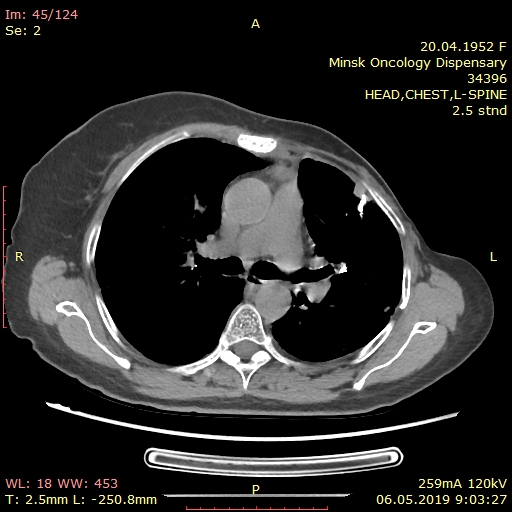 Im: 45/124
Se: 2
A
20.04.1952 F
Minsk Oncology Dispensary
34396
HEAD,CHEST,L-SPINE
2.5 stnd
R
L
WL: 18 WW: 453
T: 2.5mm L: -250.8mm
P
259mA 120kV
06.05.2019 9:03:27